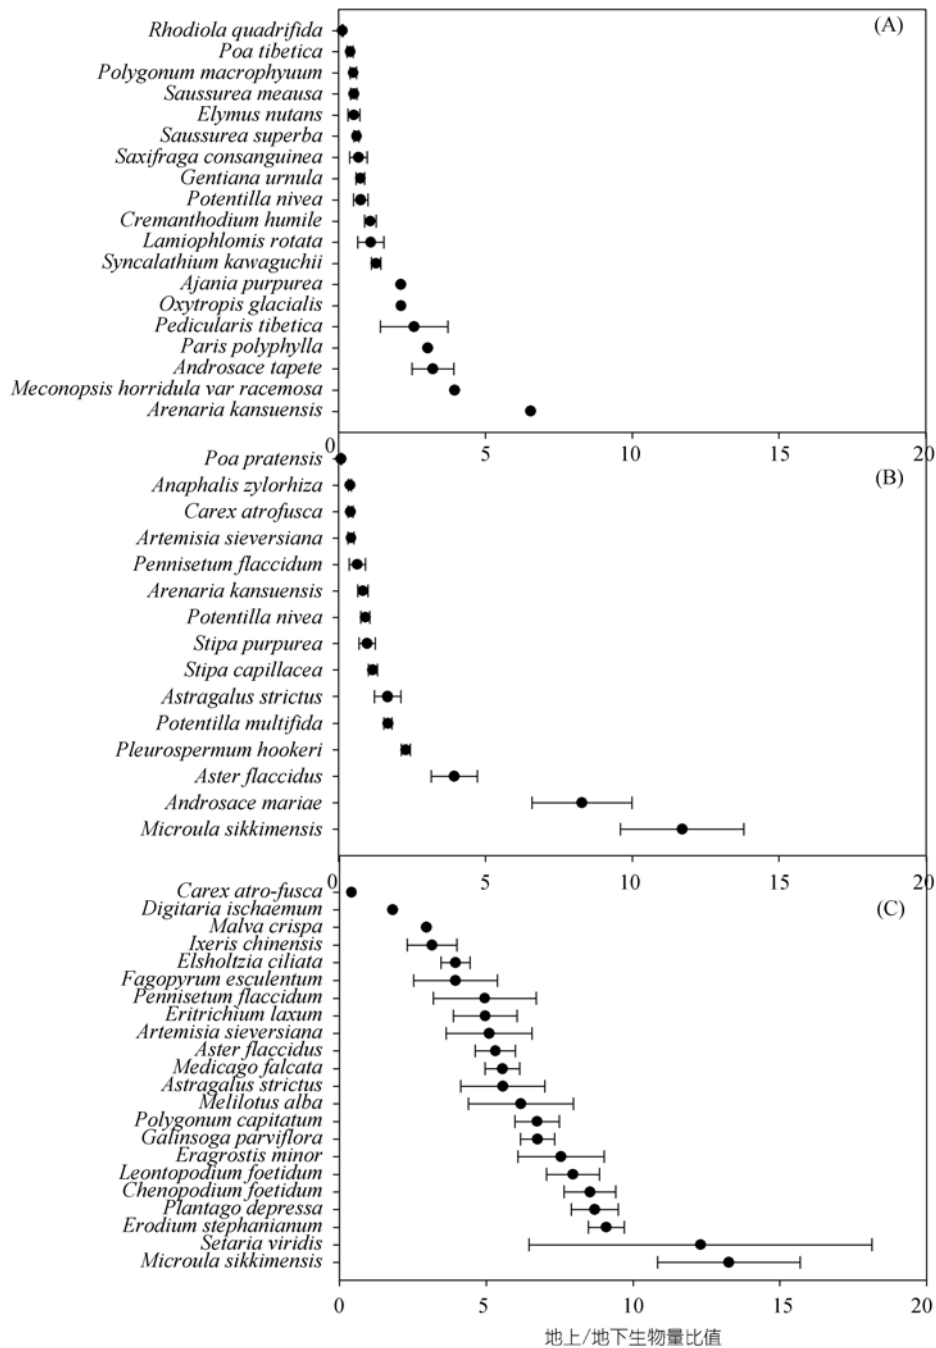 (A)
Rhodiola quadrifida
Poa tibetica
Polygonum macrophyuum
Saussurea meausa
Elymus nutans
Saussurea superba
Saxifraga consanguinea
Gentiana urnula
Potentilla nivea
Cremanthodium humile
Lamiophlomis rotata
Syncalathium kawaguchii
Ajania purpurea
Oxytropis glacialis
Pedicularis tibetica
Paris polyphylla
Androsace tapete
Meconopsis horridula var racemosa
Arenaria kansuensis
0 5 10 15 20
(B)
Poa pratensis
Anaphalis zylorhiza
Carex atrofusca
Artemisia sieversiana
Pennisetum flaccidum
Arenaria kansuensis
Potentilla nivea
Stipa purpurea
Stipa capillacea
Astragalus strictus
Potentilla multifida
Pleurospermum hookeri
Aster flaccidus
Androsace mariae
Microula sikkimensis
0 5 10 15 20
(C)
Carex atro-fusca
Digitaria ischaemum
Malva crispa
Ixeris chinensis
Elsholtzia ciliata
Fagopyrum esculentum
Pennisetum flaccidum
Eritrichium laxum
Artemisia sieversiana
Aster flaccidus
Medicago falcata
Astragalus strictus
Melilotus alba
Polygonum capitatum
Galinsoga parviflora
Eragrostis minor
Leontopodium foetidum
Chenopodium foetidum
Plantago depressa
Erodium stephanianum
Setaria viridis
Microula sikkimensis
0 5 10 15 20
地上/地下生物量比值